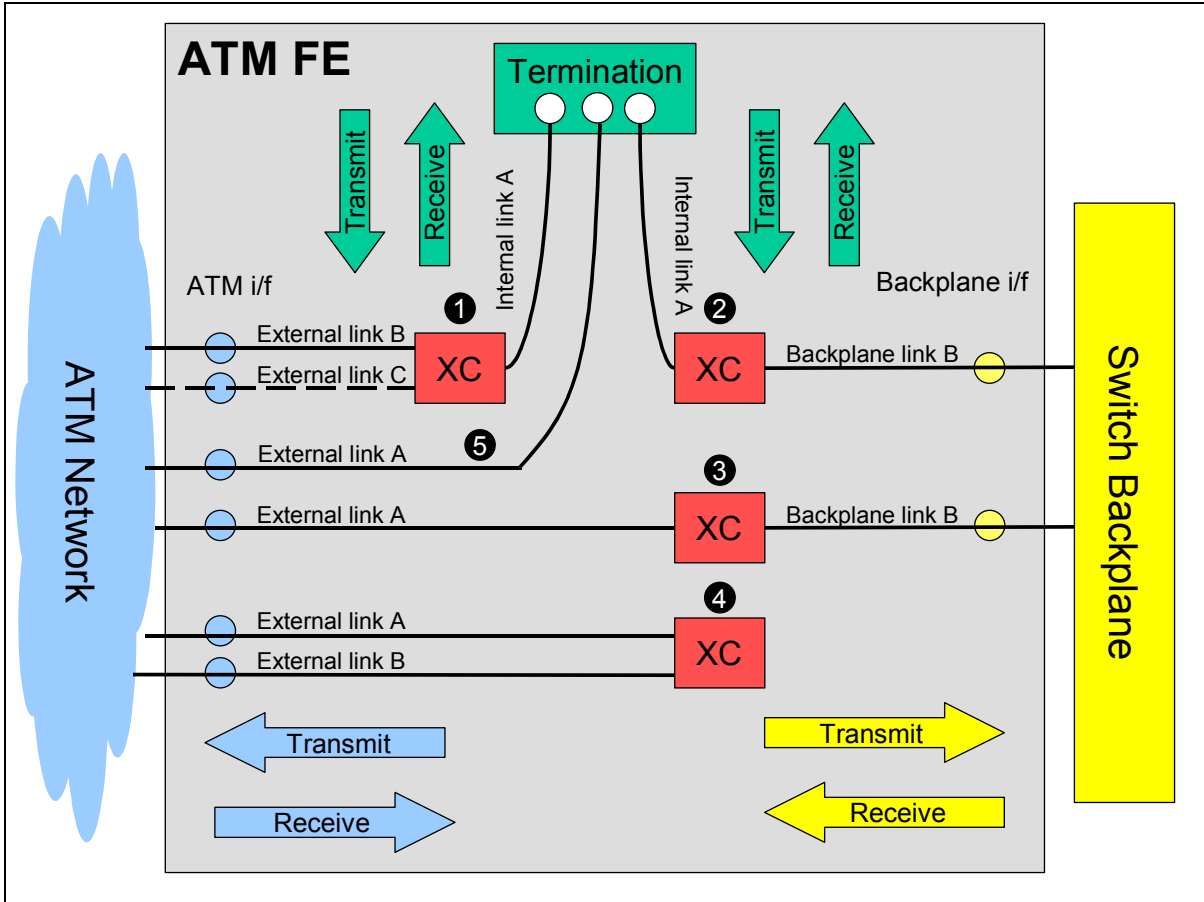 ATM FE
Termination
Transmit
Receive
Internal link A
Internal link A
Transmit
Receive
ATM i/f
Backplane i/f
1
2
External link B
XC
XC
Backplane link B
External link C
External link A
5
3
External link A
XC
Backplane link B
4
External link A
XC
External link B
ATM Network
Switch Backplane
Transmit
Transmit
Receive
Receive